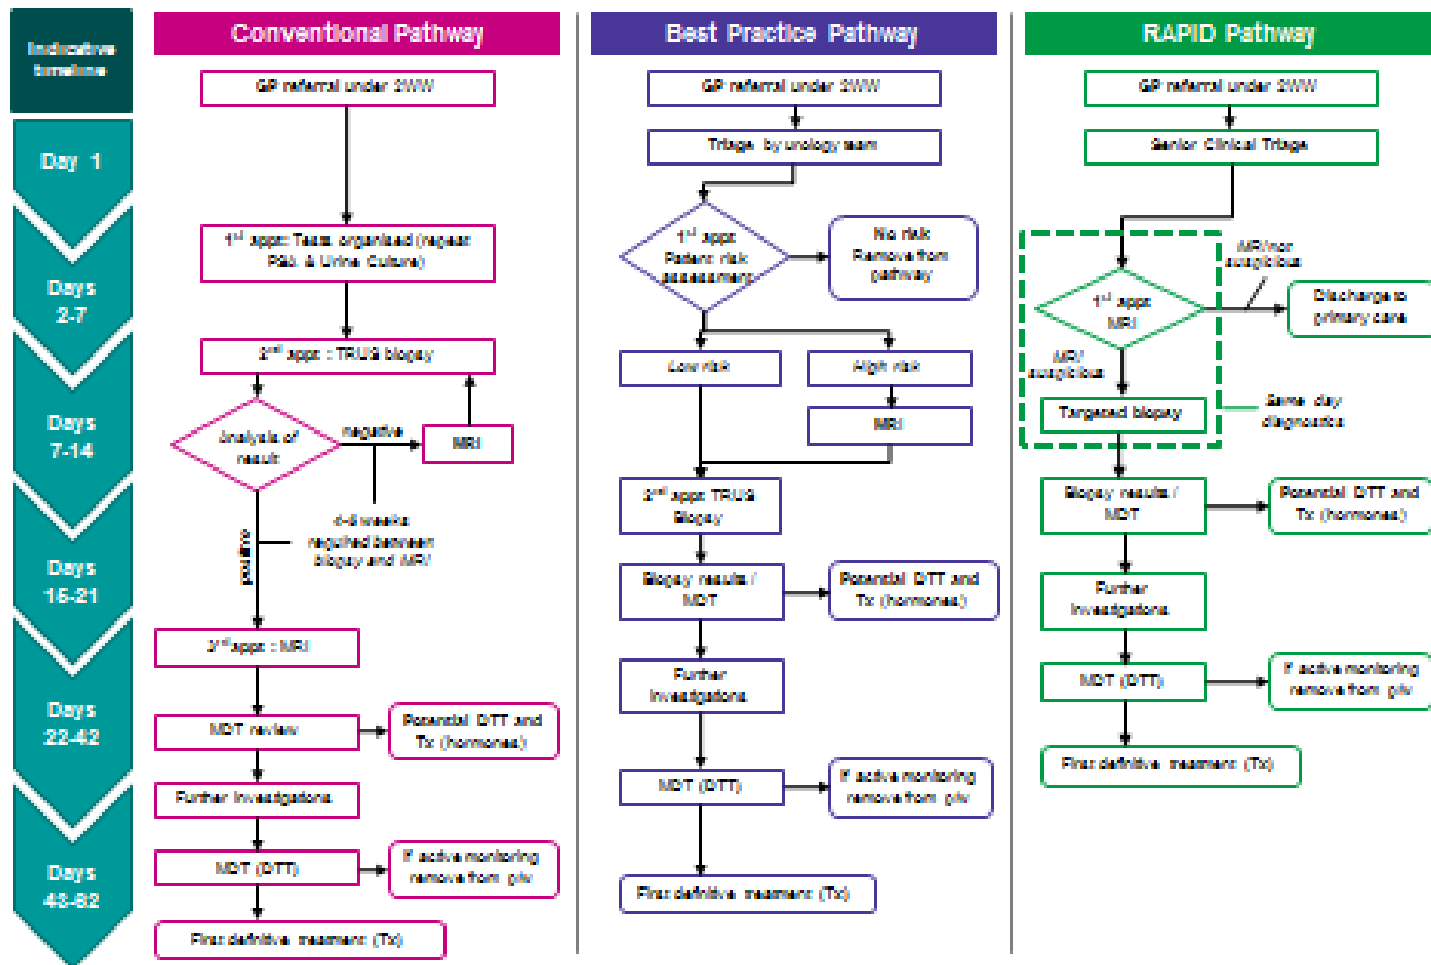 Indicative
timeline
Day 1
Days
2-7
Days
7-14
Days
15-21
Days
22-42
Days
43-62
Conventional Pathway
GP referral under 2WW
1st appt: Tests organised (repeat
PSA & Urine Culture)
2nd appt : TRUS biopsy
Analysis of
result
negative
MRI
positive
4-6 weeks
required between
biopsy and MRI
3rd appt : MRI
MDT review
Potential DTT and
Tx (hormones)
Further investigations
MDT (DTT)
If active monitoring
remove from p/w
First definitive treatment (Tx)
Best Practice Pathway
GP referral under 2WW
Triage by urology team
1st appt
Patient risk
assessment
No risk
Remove from
pathway
Low risk
High risk
MRI
2nd appt TRUS
Biopsy
Biopsy results /
MDT
Potential DTT and
Tx (hormones)
Further
Investigations
MDT (DTT)
If active monitoring
remove from p/w
First definitive treatment (Tx)
RAPID Pathway
GP referral under 2WW
Senior Clinical Triage
1st appt
MRI
MRI not
suspicious
Discharge to
primary care
MRI
suspicious
Targeted biopsy
Same day
diagnostics
Biopsy results /
MDT
Potential DTT and
Tx (hormones)
Further
Investigations
MDT (DTT)
If active monitoring
remove from p/w
First definitive treatment (Tx)